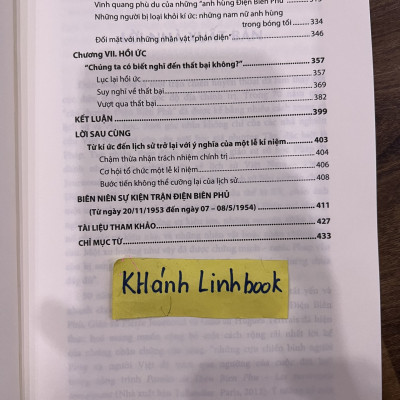 Vinh quang phù du của những "anh hùng Điện Biên Phủ"
Những người bị loại khỏi kí ức: những nam nữ anh hùng
trong bóng tối 334
Đối mặt với những nhân vật "phản diện" 346
Chương VII. HỒI ỨC
"Chúng ta có biết nghĩ đến thất bại không?" 357
Lục lại hồi ức 357
Suy nghĩ về thất bại 369
Vượt qua thất bại 382
KẾT LUẬN 399
LỜI SAU CÙNG
Từ kí ức đến lịch sử trở lại với ý nghĩa của một lễ kỉ niệm 403
Chậm thừa nhận trách nhiệm chính trị 404
Cơ hội tổ chức một lễ kỉ niệm 406
Bước tiến không thể cưỡng lại của lịch sử 408
BIÊN NIÊN SỰ KIỆN TRẬN ĐIỆN BIÊN PHỦ
(Từ ngày 20/11/1953 đến ngày 07 – 08/5/1954) 411
TÀI LIỆU THAM KHẢO 427
CHỈ MỤC TỪ 433
KHánh Linh book